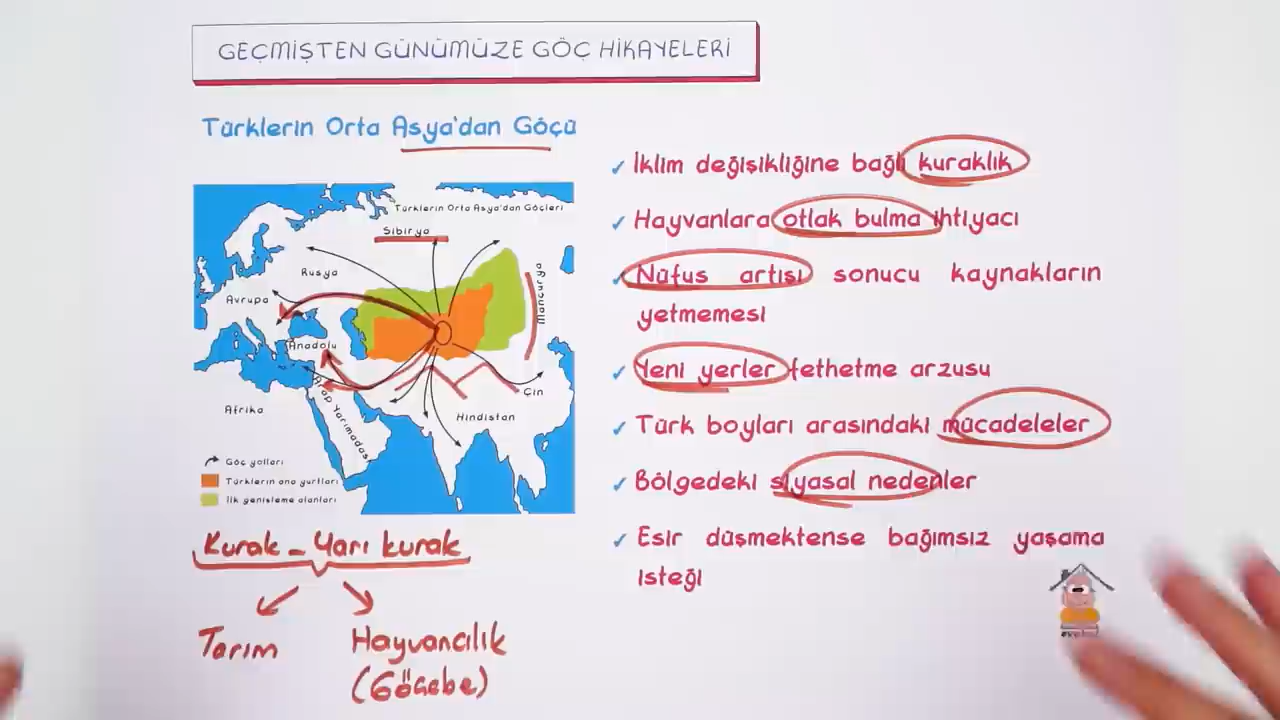 GEÇMİŞTEN GÜNÜMÜZE GÖÇ HİKAYELERİ
Türklerin Orta Asya'dan Göçü
Türklerin Orta Asya'dan Göçleri
Sibirya
Rusya
Avrupa
Mançurya
Anadolu
Çin
Arap Yarımadası
Afrika
Hindistan
Göç yolları
Türklerin ana yurtları
İlk genişleme alanları
Kurak - Yarı kurak
Tarım
Hayvancılık
(Göçebe)
✓ İklim değişikliğine bağlı kuraklık
✓ Hayvanlara otlak bulma ihtiyacı
✓ Nüfus artışı sonucu kaynakların
yetmemesi
✓ Yeni yerler fethetme arzusu
✓ Türk boyları arasındaki mücadeleler
✓ Bölgedeki siyasal nedenler
✓ Esir düşmektense bağımsız yaşama
isteği